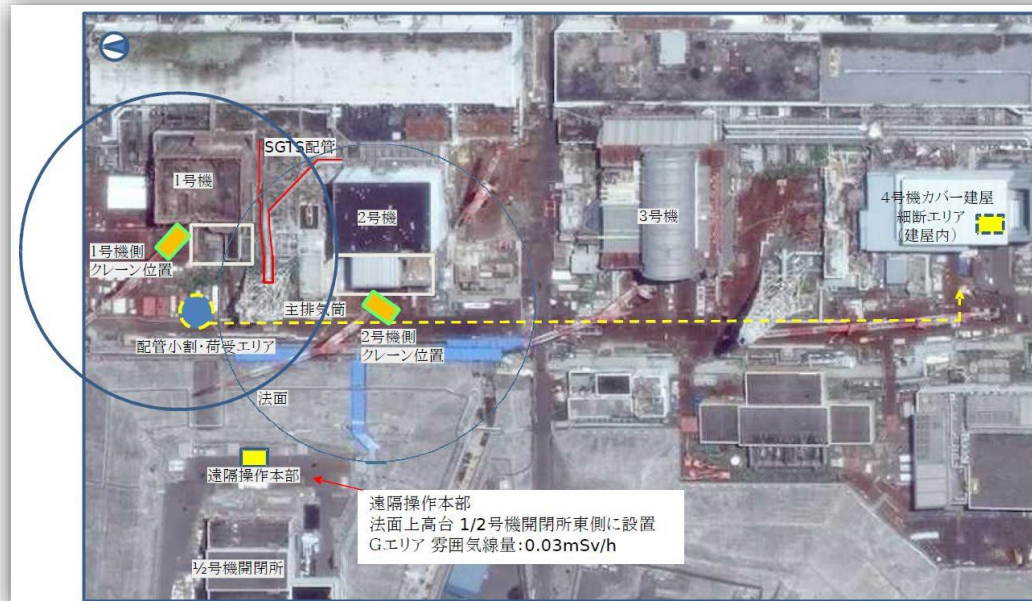 SGTS配管
1号機
2号機
3号機
4号機カバー建屋
細断エリア
(建屋内)
1号機側
クレーン位置
主排気筒
配管小割・荷受エリア
2号機側
クレーン位置
法面
遠隔操作本部
遠隔操作本部
法面上高台 1/2号機開閉所東側に設置
Gエリア 雰囲気線量:0.03mSv/h
½号機開閉所